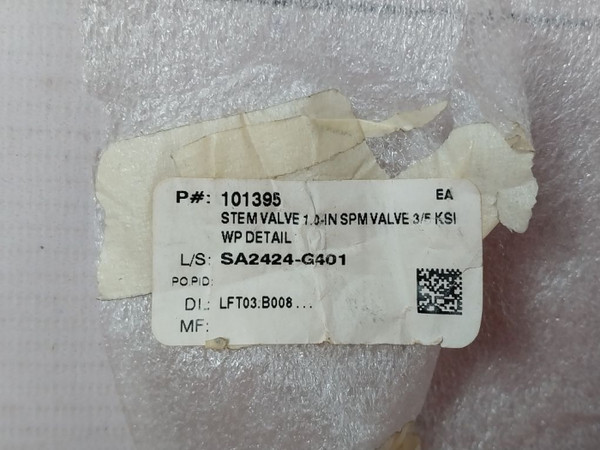 P#: 101395 EA
STEM VALVE 1.0-IN SPM VALVE 3/5 KSI
WP DETAIL
L/S: SA2424-G401
PO.PID:
DL: LFT03.B008...
MF: